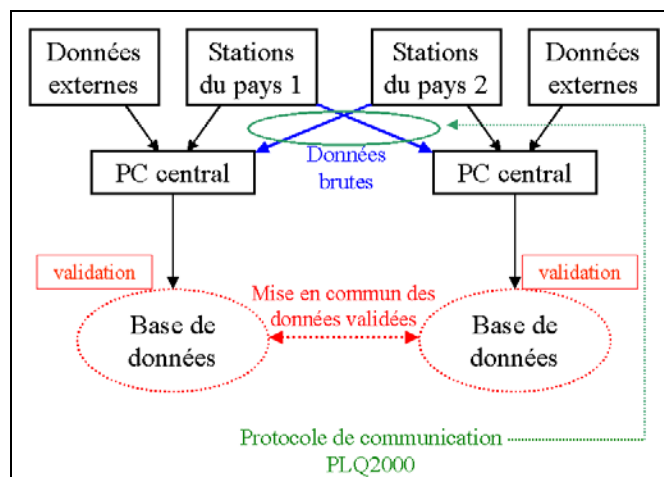 Données
externes
Stations
du pays 1
Stations
du pays 2
Données
externes
PC central
Données
brutes
PC central
validation
validation
Base de
données
Mise en commun des
données validées
Base de
données
Protocole de communication
PLQ2000